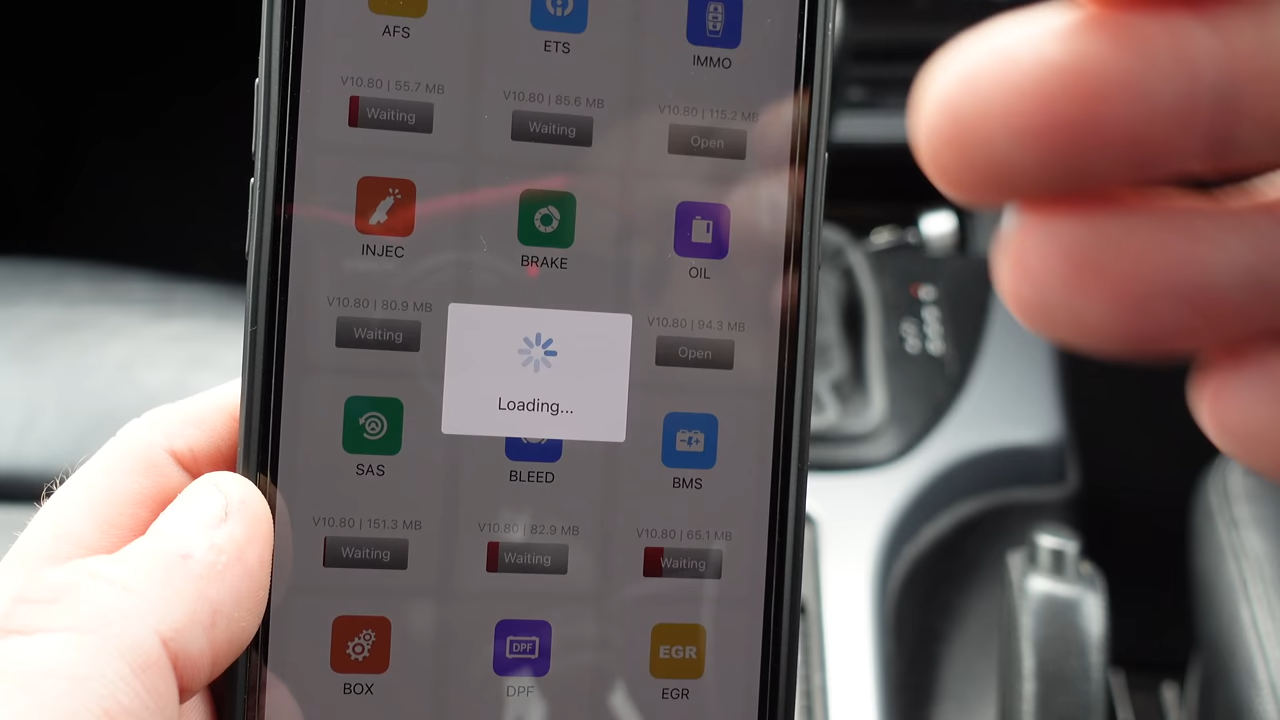 AFS
ETS
IMMO
V10.80 | 55.7 MB
V10.80 | 85.6 MB
V10.80 | 115.2 MB
Waiting
Waiting
Open
INJEC
BRAKE
OIL
V10.80 | 80.9 MB
V10.80 | 94.3 MB
Waiting
Open
Loading...
SAS
BLEED
BMS
V10.80 | 151.3 MB
V10.80 | 82.9 MB
V10.80 | 65.1 MB
Waiting
Waiting
Waiting
DPF
EGR
BOX
DPF
EGR